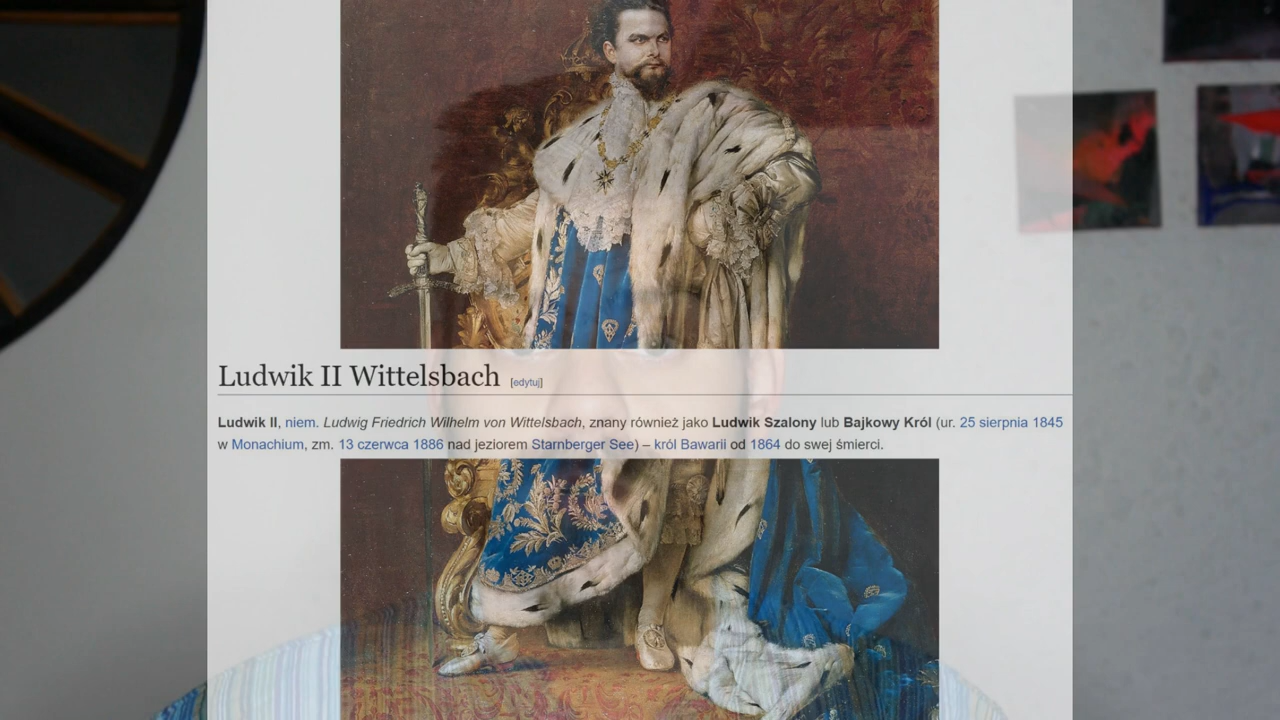 Ludwik II Wittelsbach [edytuj]
Ludwik II, niem. Ludwig Friedrich Wilhelm von Wittelsbach, znany również jako Ludwik Szalony lub Bajkowy Król (ur. 25 sierpnia 1845
w Monachium, zm. 13 czerwca 1886 nad jeziorem Starnberger See) – król Bawarii od 1864 do swej śmierci.